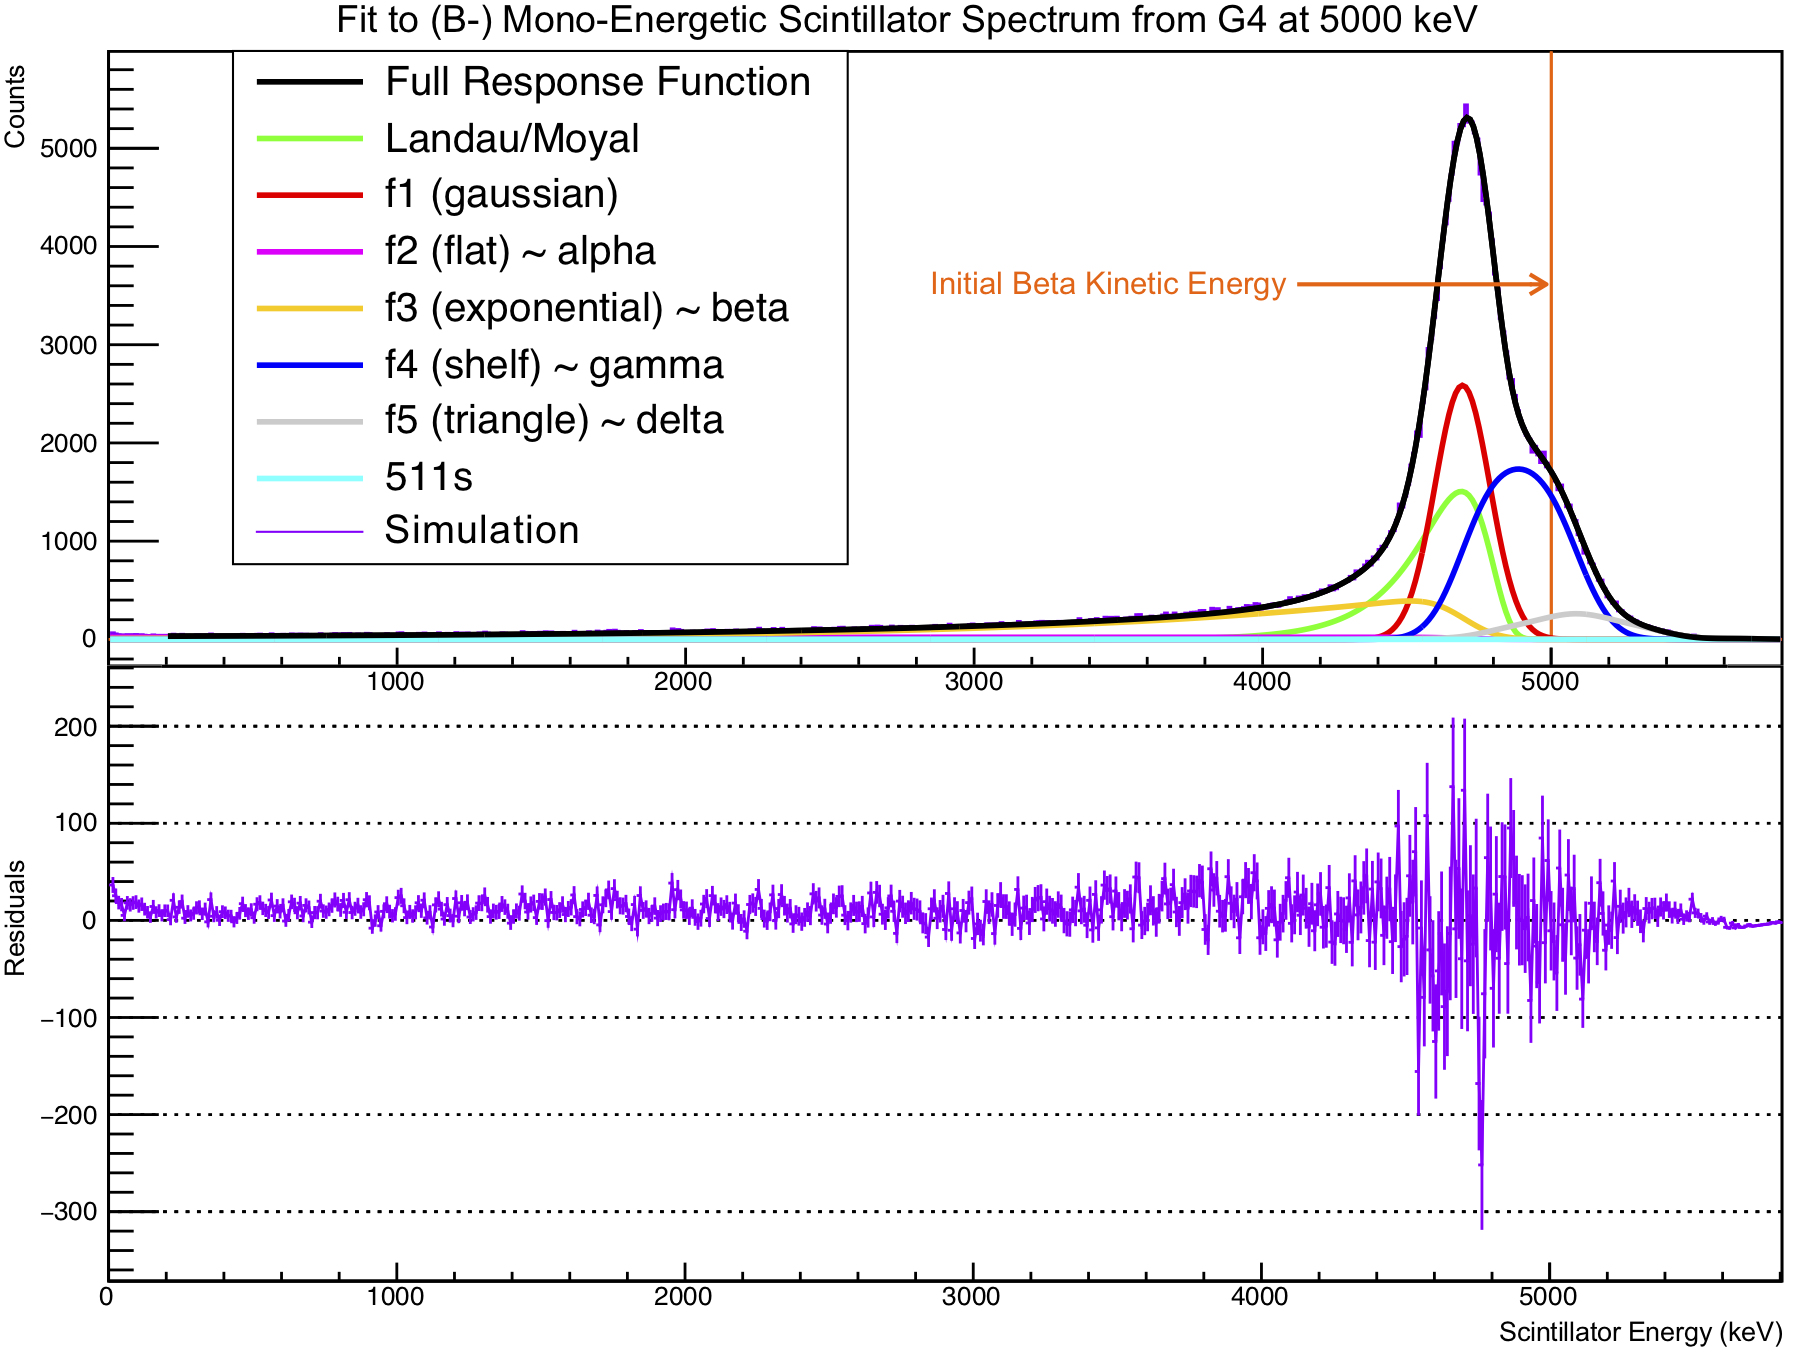 Fit to (B-) Mono-Energetic Scintillator Spectrum from G4 at 5000 keV
Counts
5000
4000
3000
2000
1000
0
Full Response Function
Landau/Moyal
f1 (gaussian)
f2 (flat) ~ alpha
f3 (exponential) ~ beta
f4 (shelf) ~ gamma
f5 (triangle) ~ delta
511s
Simulation
Initial Beta Kinetic Energy
1000 2000 3000 4000 5000
Residuals
200
100
0
−100
−200
−300
0 1000 2000 3000 4000 5000
Scintillator Energy (keV)